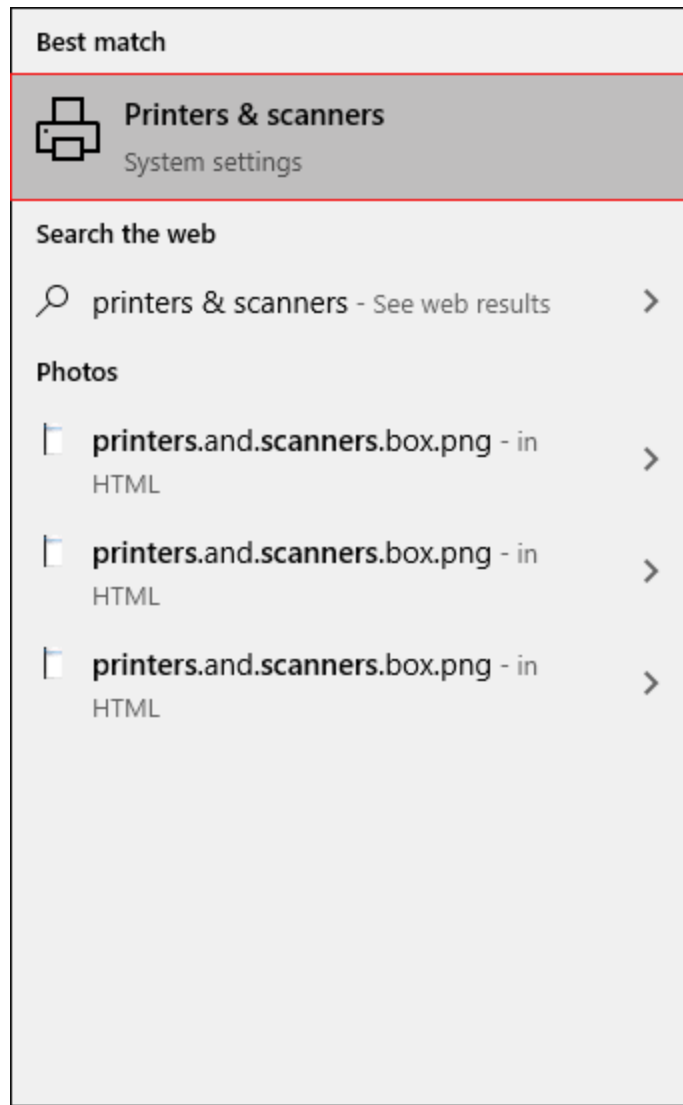 Best match
Printers & scanners
System settings
Search the web
printers & scanners - See web results
Photos
printers.and.scanners.box.png - in
HTML
printers.and.scanners.box.png - in
HTML
printers.and.scanners.box.png - in
HTML